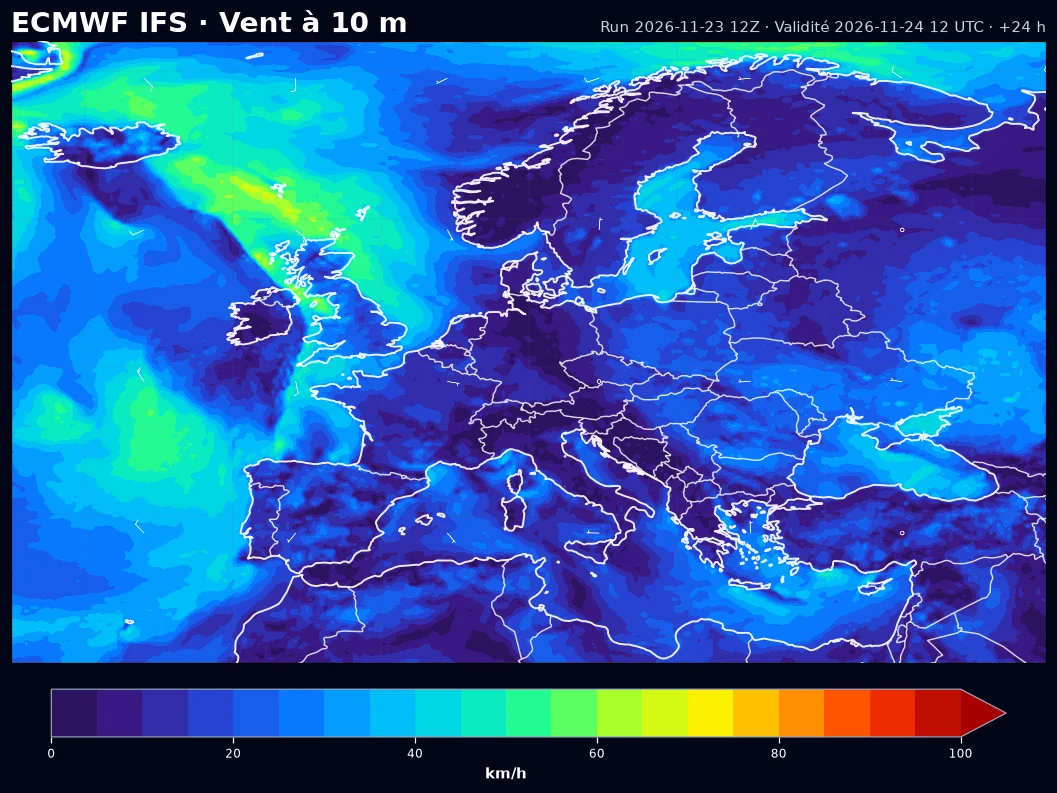 ECMWF IFS · Vent à 10 m
Run 2026-11-23 12Z · Validité 2026-11-24 12 UTC · +24 h
0 20 40 60 80 100
km/h